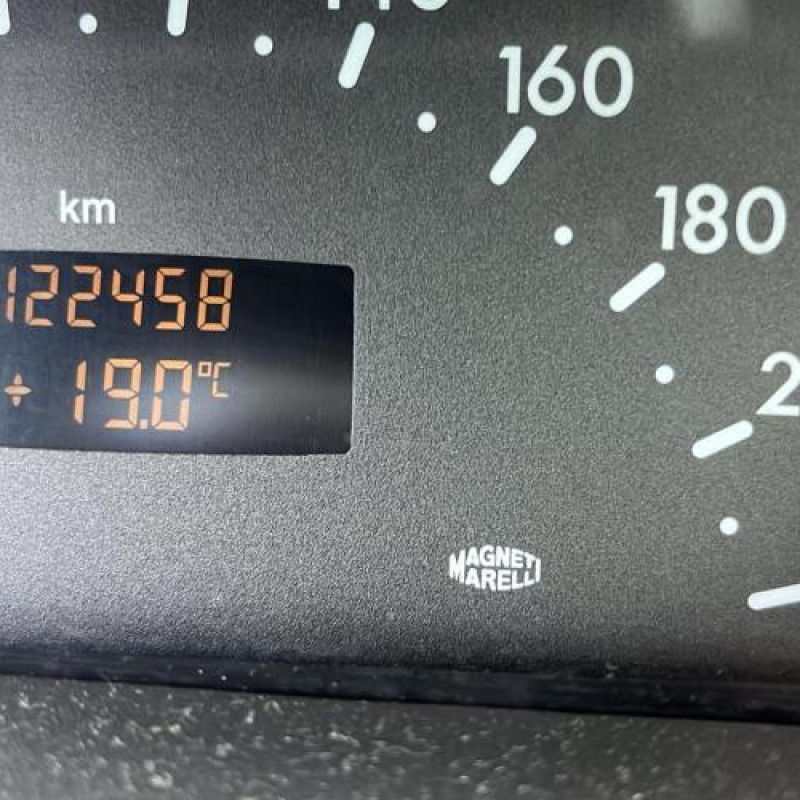 160
km
180
122458
+ 19.0°C
MAGNETI
MARELLI